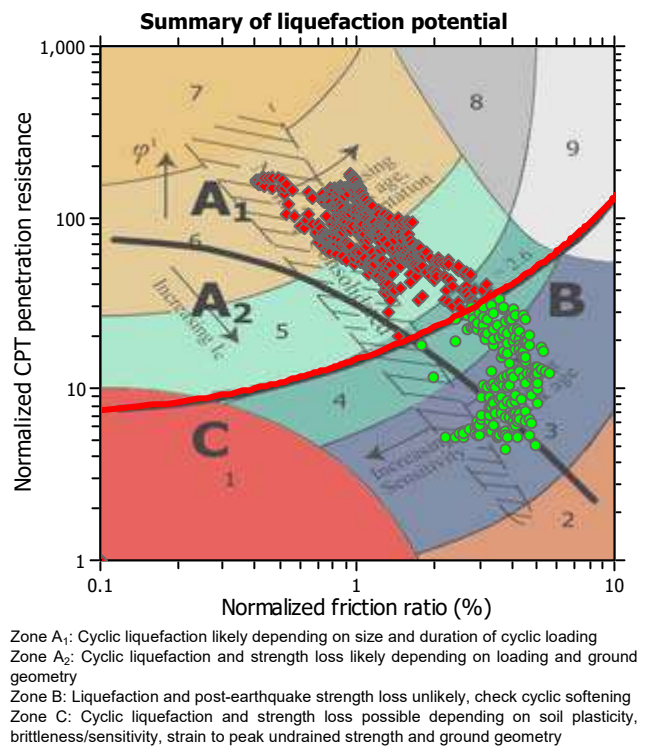 Summary of liquefaction potential
1,000
100
10
1
0.1
1
10
Normalized CPT penetration resistance
Normalized friction ratio (%)
7
8
9
φ'
A1
6
A2
5
Increasing Ic
B
4
C
1
3
2
Increasing
Sensitivity
age
Zone A1: Cyclic liquefaction likely depending on size and duration of cyclic loading
Zone A2: Cyclic liquefaction and strength loss likely depending on loading and ground
geometry
Zone B: Liquefaction and post-earthquake strength loss unlikely, check cyclic softening
Zone C: Cyclic liquefaction and strength loss possible depending on soil plasticity,
brittleness/sensitivity, strain to peak undrained strength and ground geometry